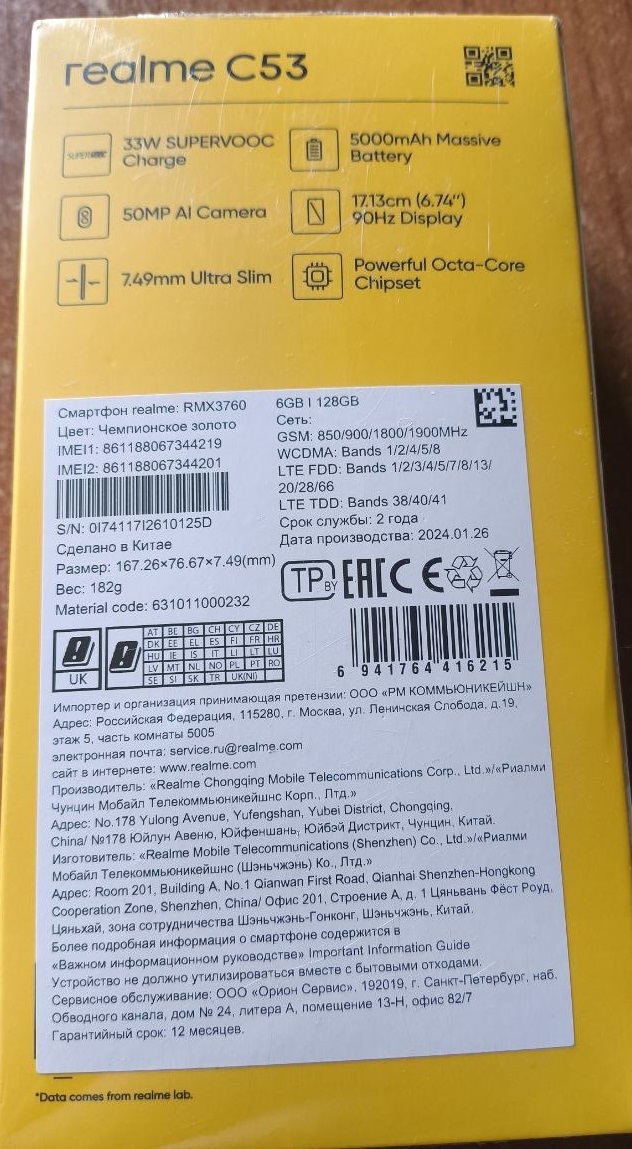 realme C53
33W SUPERVOOC
Charge
5000mAh Massive
Battery
50MP AI Camera
17.13cm (6.74")
90Hz Display
7.49mm Ultra Slim
Powerful Octa-Core
Chipset
Смартфон realme: RMX3760
Цвет: Чемпионское золото
IMEI1: 861188067344219
IMEI2: 861188067344201
S/N: 0I74117I2610125D
Сделано в Китае
Размер: 167.26×76.67×7.49(mm)
Вес: 182g
Material code: 631011000232
6GB I 128GB
Сеть:
GSM: 850/900/1800/1900MHz
WCDMA: Bands 1/2/4/5/8
LTE FDD: Bands 1/2/3/4/5/7/8/13/
20/28/66
LTE TDD: Bands 38/40/41
Срок службы: 2 года
Дата производства: 2024.01.26
TP BY EAC CE
UK
AT BE BG CH CY CZ DE
DK EE EL ES FI FR HR
HU IE IS IT LI LT LU
LV MT NL NO PL PT RO
SE SI SK TR UK(NI)
6 941764 416215
Импортер и организация принимающая претензии: ООО «РМ КОММЬЮНИКЕЙШН»
Адрес: Российская Федерация, 115280, г. Москва, ул. Ленинская Слобода, д.19,
этаж 5, часть комнаты 5005
электронная почта: service.ru@realme.com
сайт в интернете: www.realme.com
Производитель: «Realme Chongqing Mobile Telecommunications Corp., Ltd.»/«Риалми
Чунцин Мобайл Телекоммьюникейшнс Корп., Лтд.»
Адрес: No.178 Yulong Avenue, Yufengshan, Yubei District, Chongqing,
China/ №178 Юйлун Авеню, Юйфеншань, Юйбэй Дистрикт, Чунцин, Китай.
Изготовитель: «Realme Mobile Telecommunications (Shenzhen) Co., Ltd.»/«Риалми
Мобайл Телекоммьюникейшнс (Шэньчжэнь) Ко., Лтд.»
Адрес: Room 201, Building A, No.1 Qianwan First Road, Qianhai Shenzhen-Hongkong
Cooperation Zone, Shenzhen, China/ Офис 201, Строение А, д. 1 Цяньвань Фёст Роуд,
Цяньхай, зона сотрудничества Шэньчжэнь-Гонконг, Шэньчжэнь, Китай.
Более подробная информация о смартфоне содержится в
«Важном информационном руководстве» Important Information Guide
Устройство не должно утилизироваться вместе с бытовыми отходами.
Сервисное обслуживание: ООО «Орион Сервис», 192019, г. Санкт-Петербург, наб.
Обводного канала, дом № 24, литера А, помещение 13-Н, офис 82/7
Гарантийный срок: 12 месяцев.
*Data comes from realme lab.